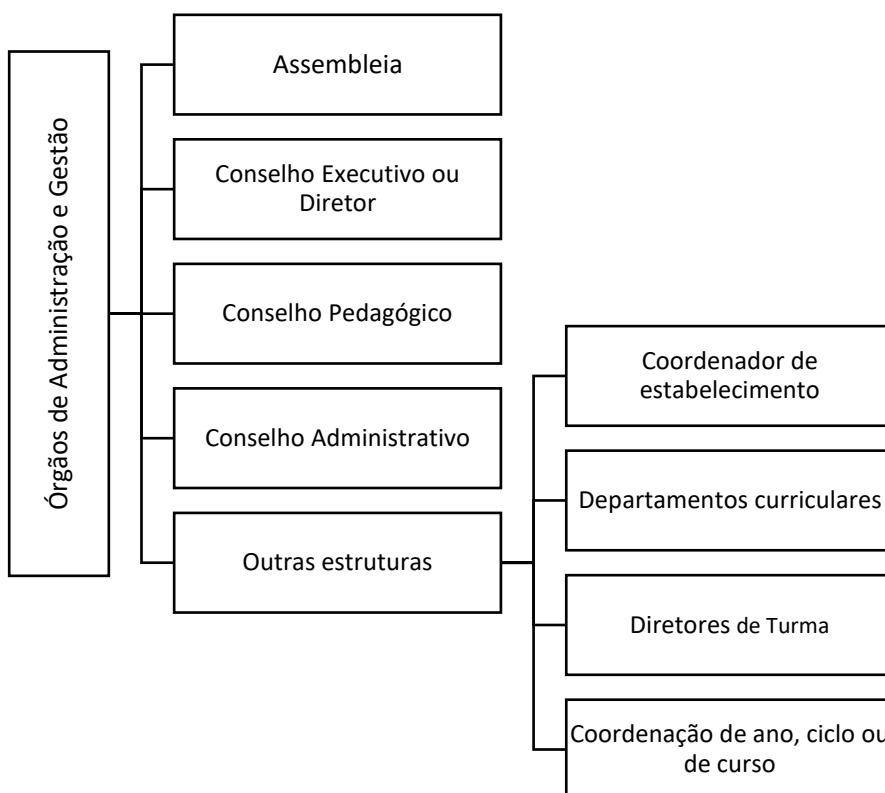 Órgãos de Administração e Gestão
Assembleia
Conselho Executivo ou
Diretor
Conselho Pedagógico
Conselho Administrativo
Outras estruturas
Coordenador de
estabelecimento
Departamentos curriculares
Diretores de Turma
Coordenação de ano, ciclo ou
de curso